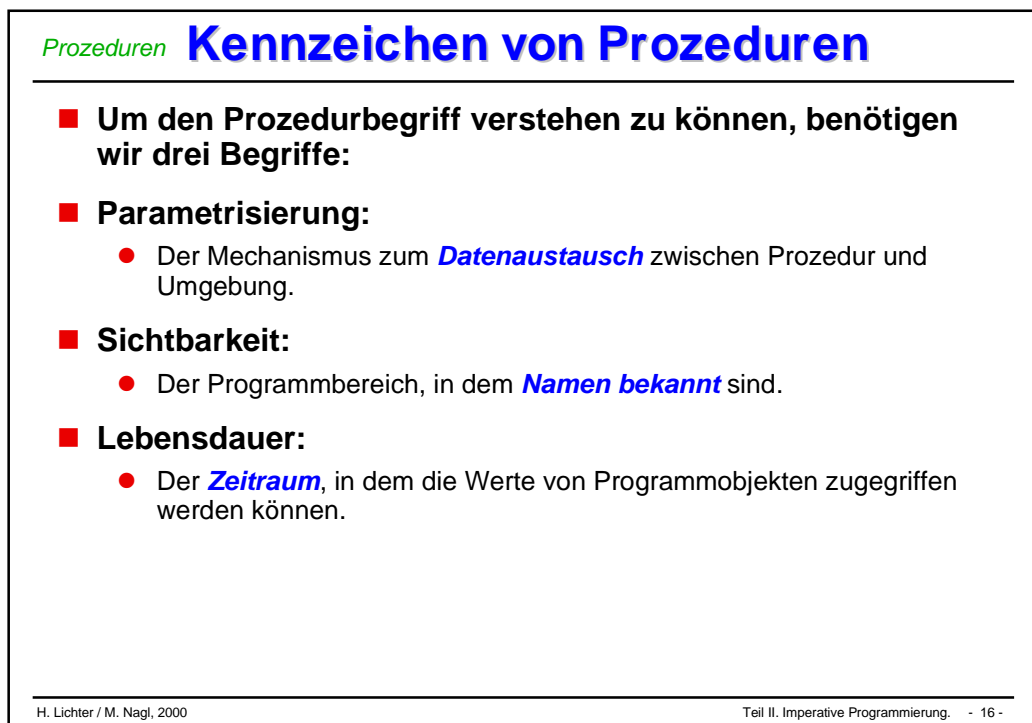 Prozeduren Kennzeichen von Prozeduren
Um den Prozedurbegriff verstehen zu können, benötigen
wir drei Begriffe:
Parametrisierung:
Der Mechanismus zum Datenaustausch zwischen Prozedur und
Umgebung.
Sichtbarkeit:
Der Programmbereich, in dem Namen bekannt sind.
Lebensdauer:
Der Zeitraum, in dem die Werte von Programmobjekten zugegriffen
werden können.
H. Lichter / M. Nagl, 2000 Teil II. Imperative Programmierung. - 16 -